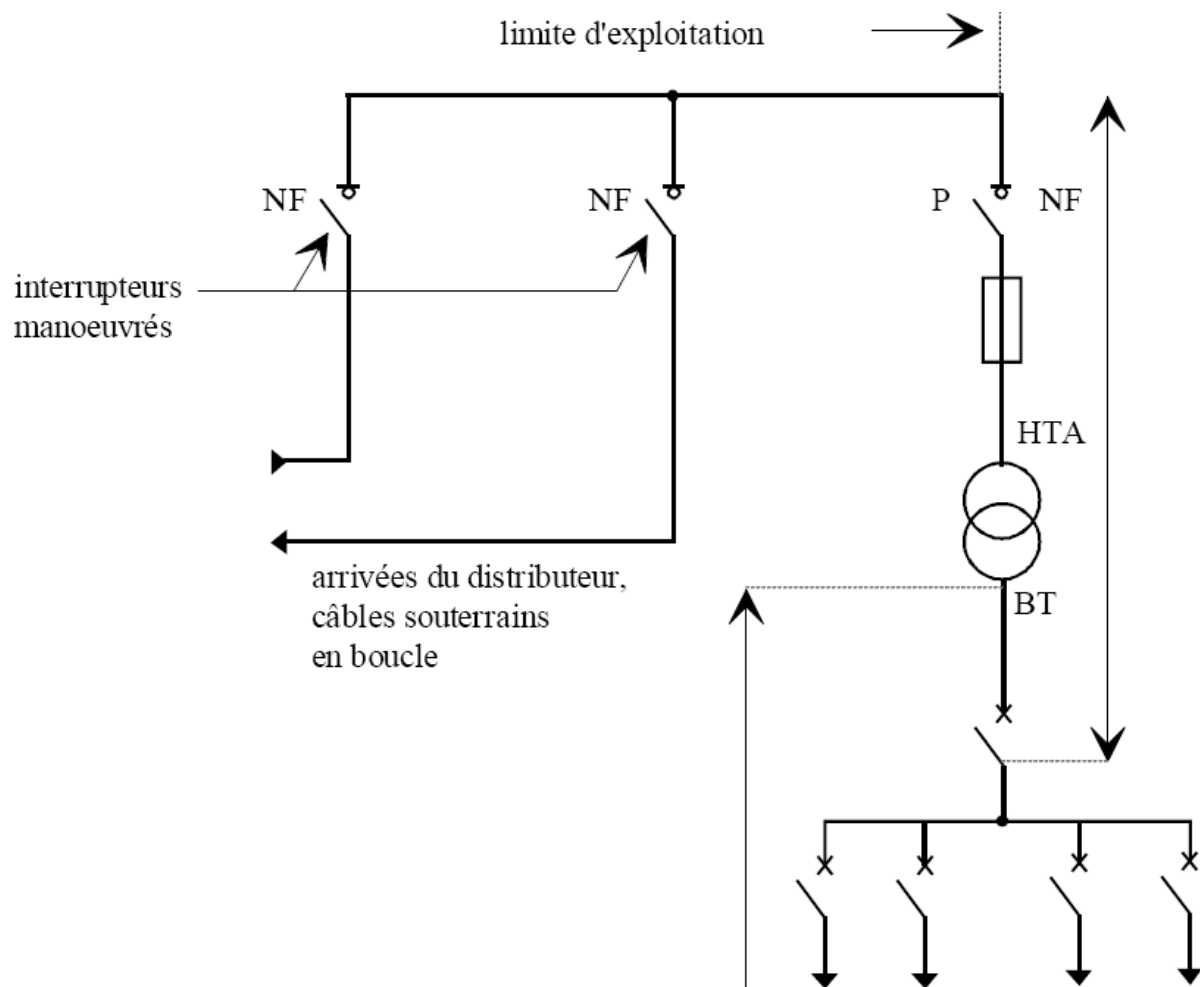 limite d'exploitation
NF
NF
P
NF
interrupteurs
manoeuvrés
HTA
arrivées du distributeur,
câbles souterrains
en boucle
BT